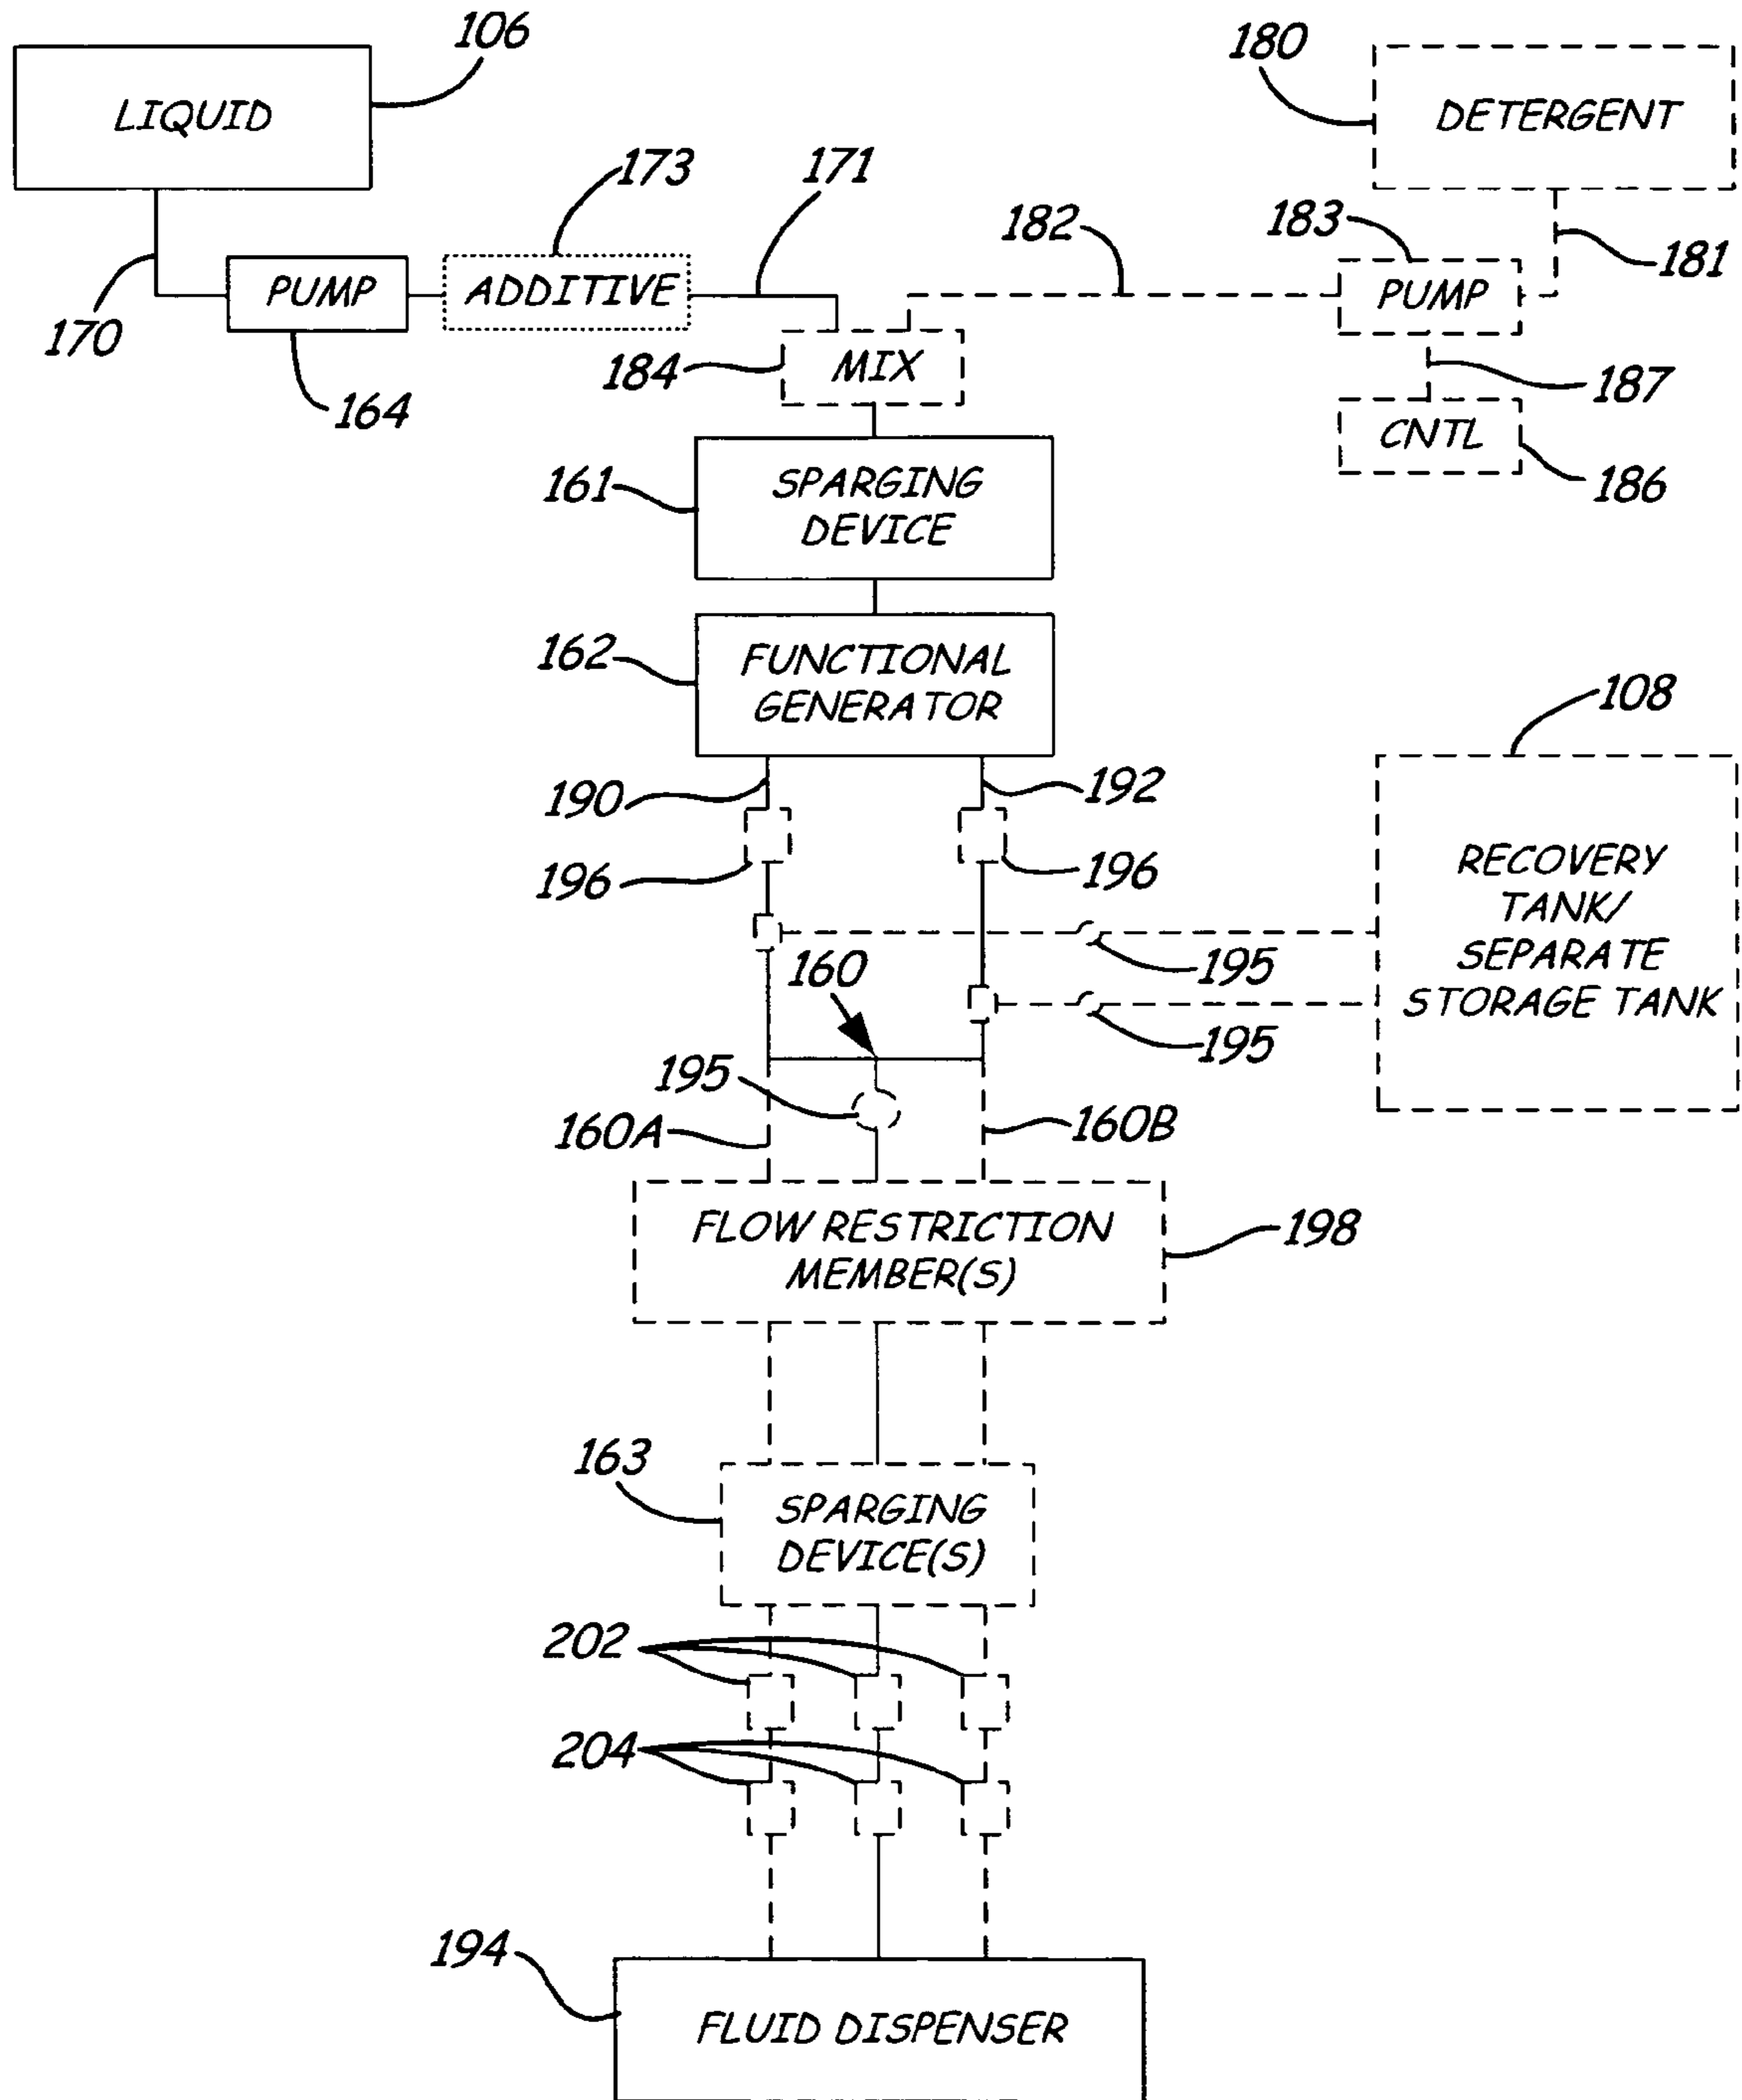 106
180
LIQUID
DETERGENT
173
171
182
183
181
PUMP
ADDITIVE
PUMP
170
184
MIX
187
164
CNTL
161
SPARGING
DEVICE
186
162
FUNCTIONAL
GENERATOR
108
190
192
196
196
RECOVERY
TANK/
SEPARATE
STORAGE TANK
160
195
195
195
160A
160B
FLOW RESTRICTION
MEMBER(S)
198
163
SPARGING
DEVICE(S)
202
204
194
FLUID DISPENSER